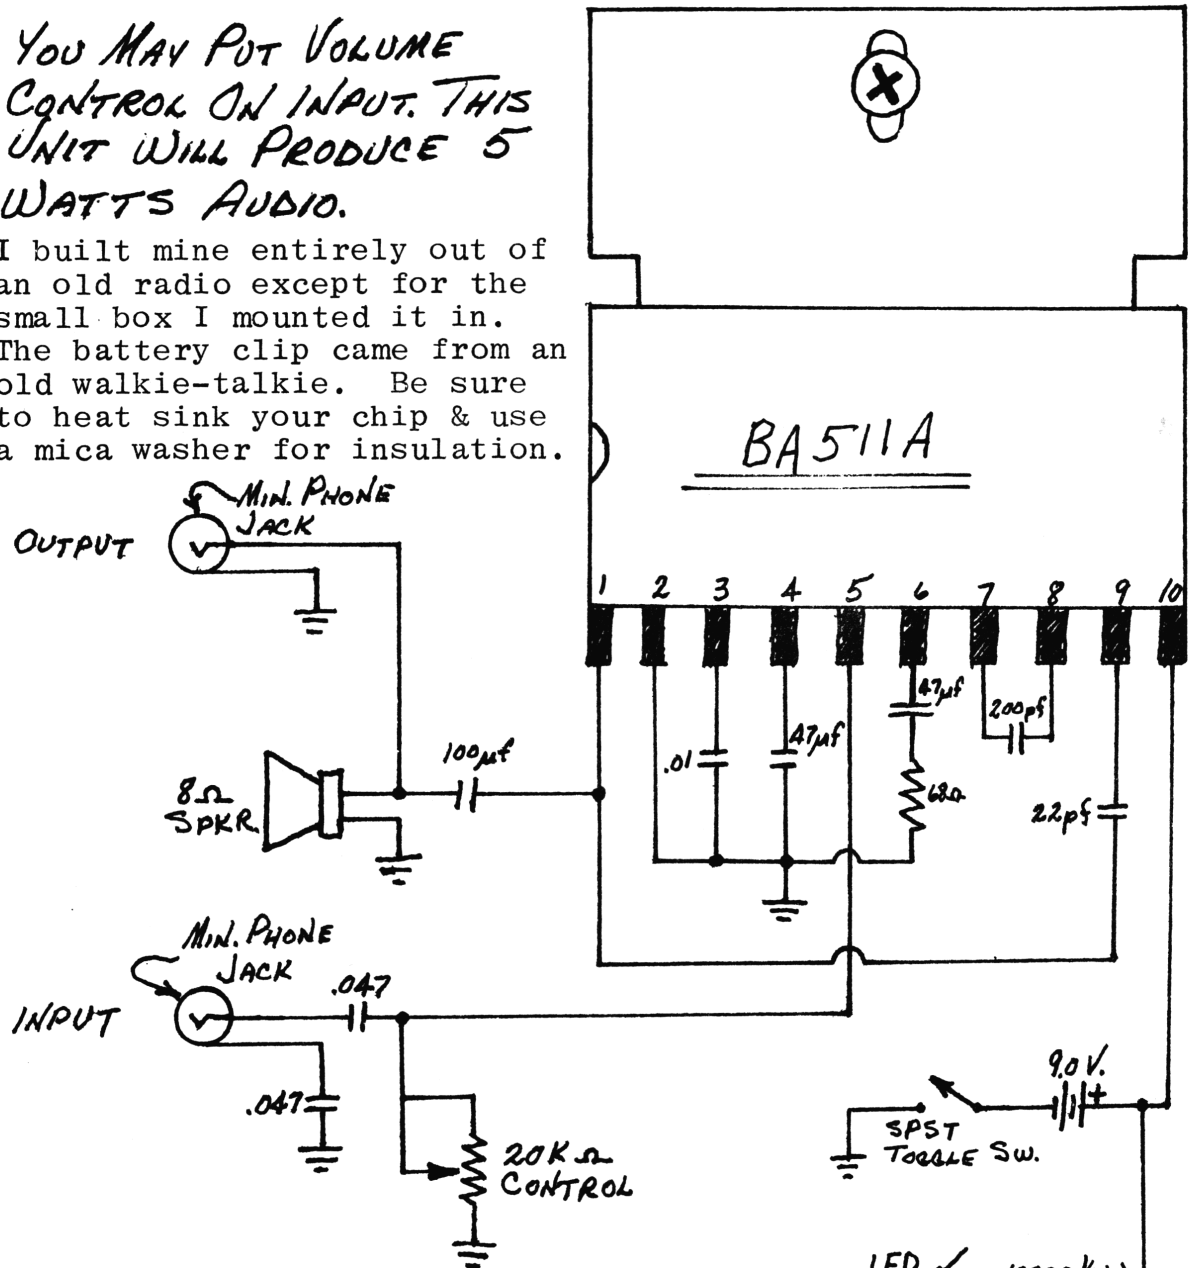 YOU MAY PUT VOLUME
CONTROL ON INPUT. THIS
UNIT WILL PRODUCE 5
WATTS AUDIO.
I built mine entirely out of
an old radio except for the
small box I mounted it in.
The battery clip came from an
old walkie-talkie. Be sure
to heat sink your chip & use
a mica washer for insulation.
BA511A
MIN. PHONE
JACK
OUTPUT
1 2 3 4 5 6 7 8 9 10
47µf
200pf
.01
47µf
68Ω
22pf
100µf
8Ω
SPKR.
MIN. PHONE
JACK
INPUT
.047
.047
20K Ω
CONTROL
9.0 V.
+
SPST
TOGGLE SW.
LED